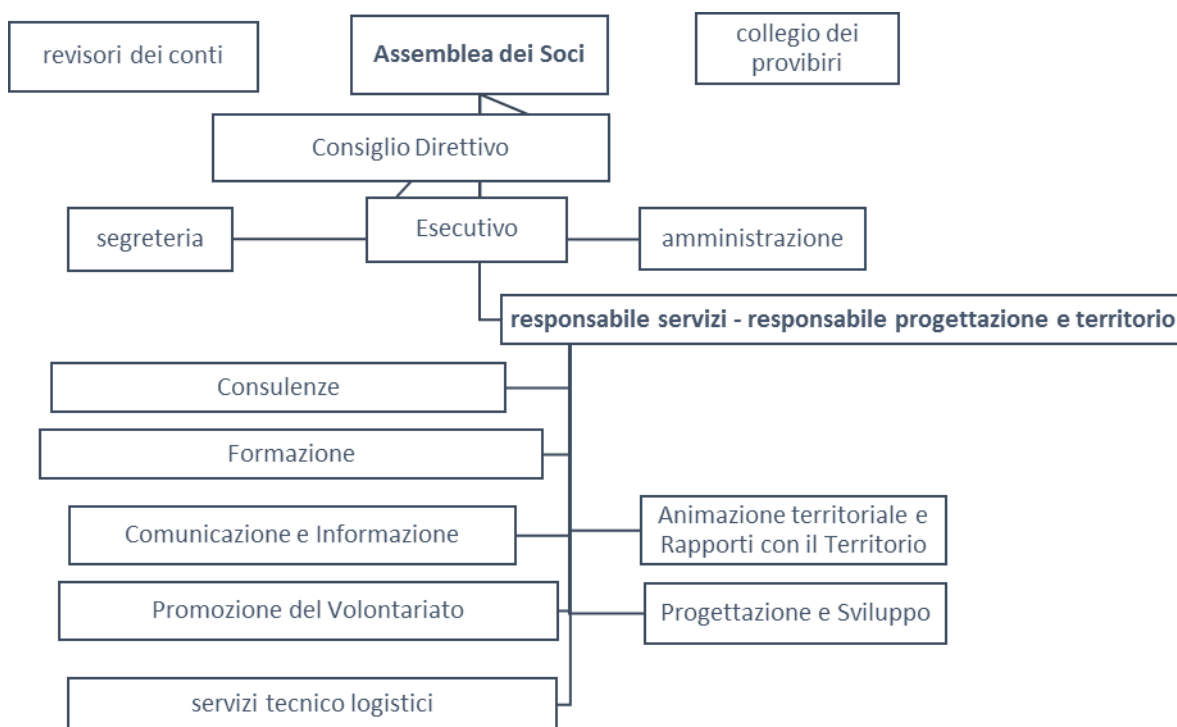 revisori dei conti
Assemblea dei Soci
collegio dei
provibiri
Consiglio Direttivo
segreteria
Esecutivo
amministrazione
responsabile servizi - responsabile progettazione e territorio
Consulenze
Formazione
Comunicazione e Informazione
Animazione territoriale e
Rapporti con il Territorio
Promozione del Volontariato
Progettazione e Sviluppo
servizi tecnico logistici